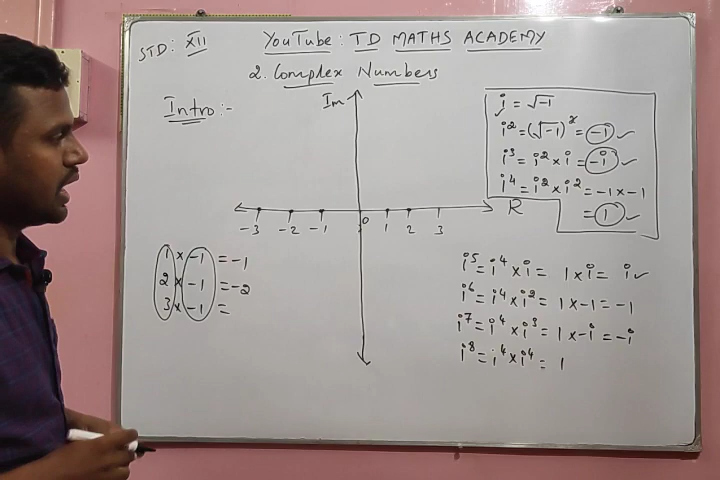 STD: XII
YouTube: TD MATHS ACADEMY
2. Complex Numbers
Intro:-
Im
R
-3 -2 -1 0 1 2 3
1 × -1 = -1
2 × -1 = -2
3 × -1 =
i = √-1
i² = (√-1)² = -1
i³ = i² × i = -i
i⁴ = i² × i² = -1 × -1
= 1
i⁵ = i⁴ × i = 1 × i = i
i⁶ = i⁴ × i² = 1 × -1 = -1
i⁷ = i⁴ × i³ = 1 × -i = -i
i⁸ = i⁴ × i⁴ = 1